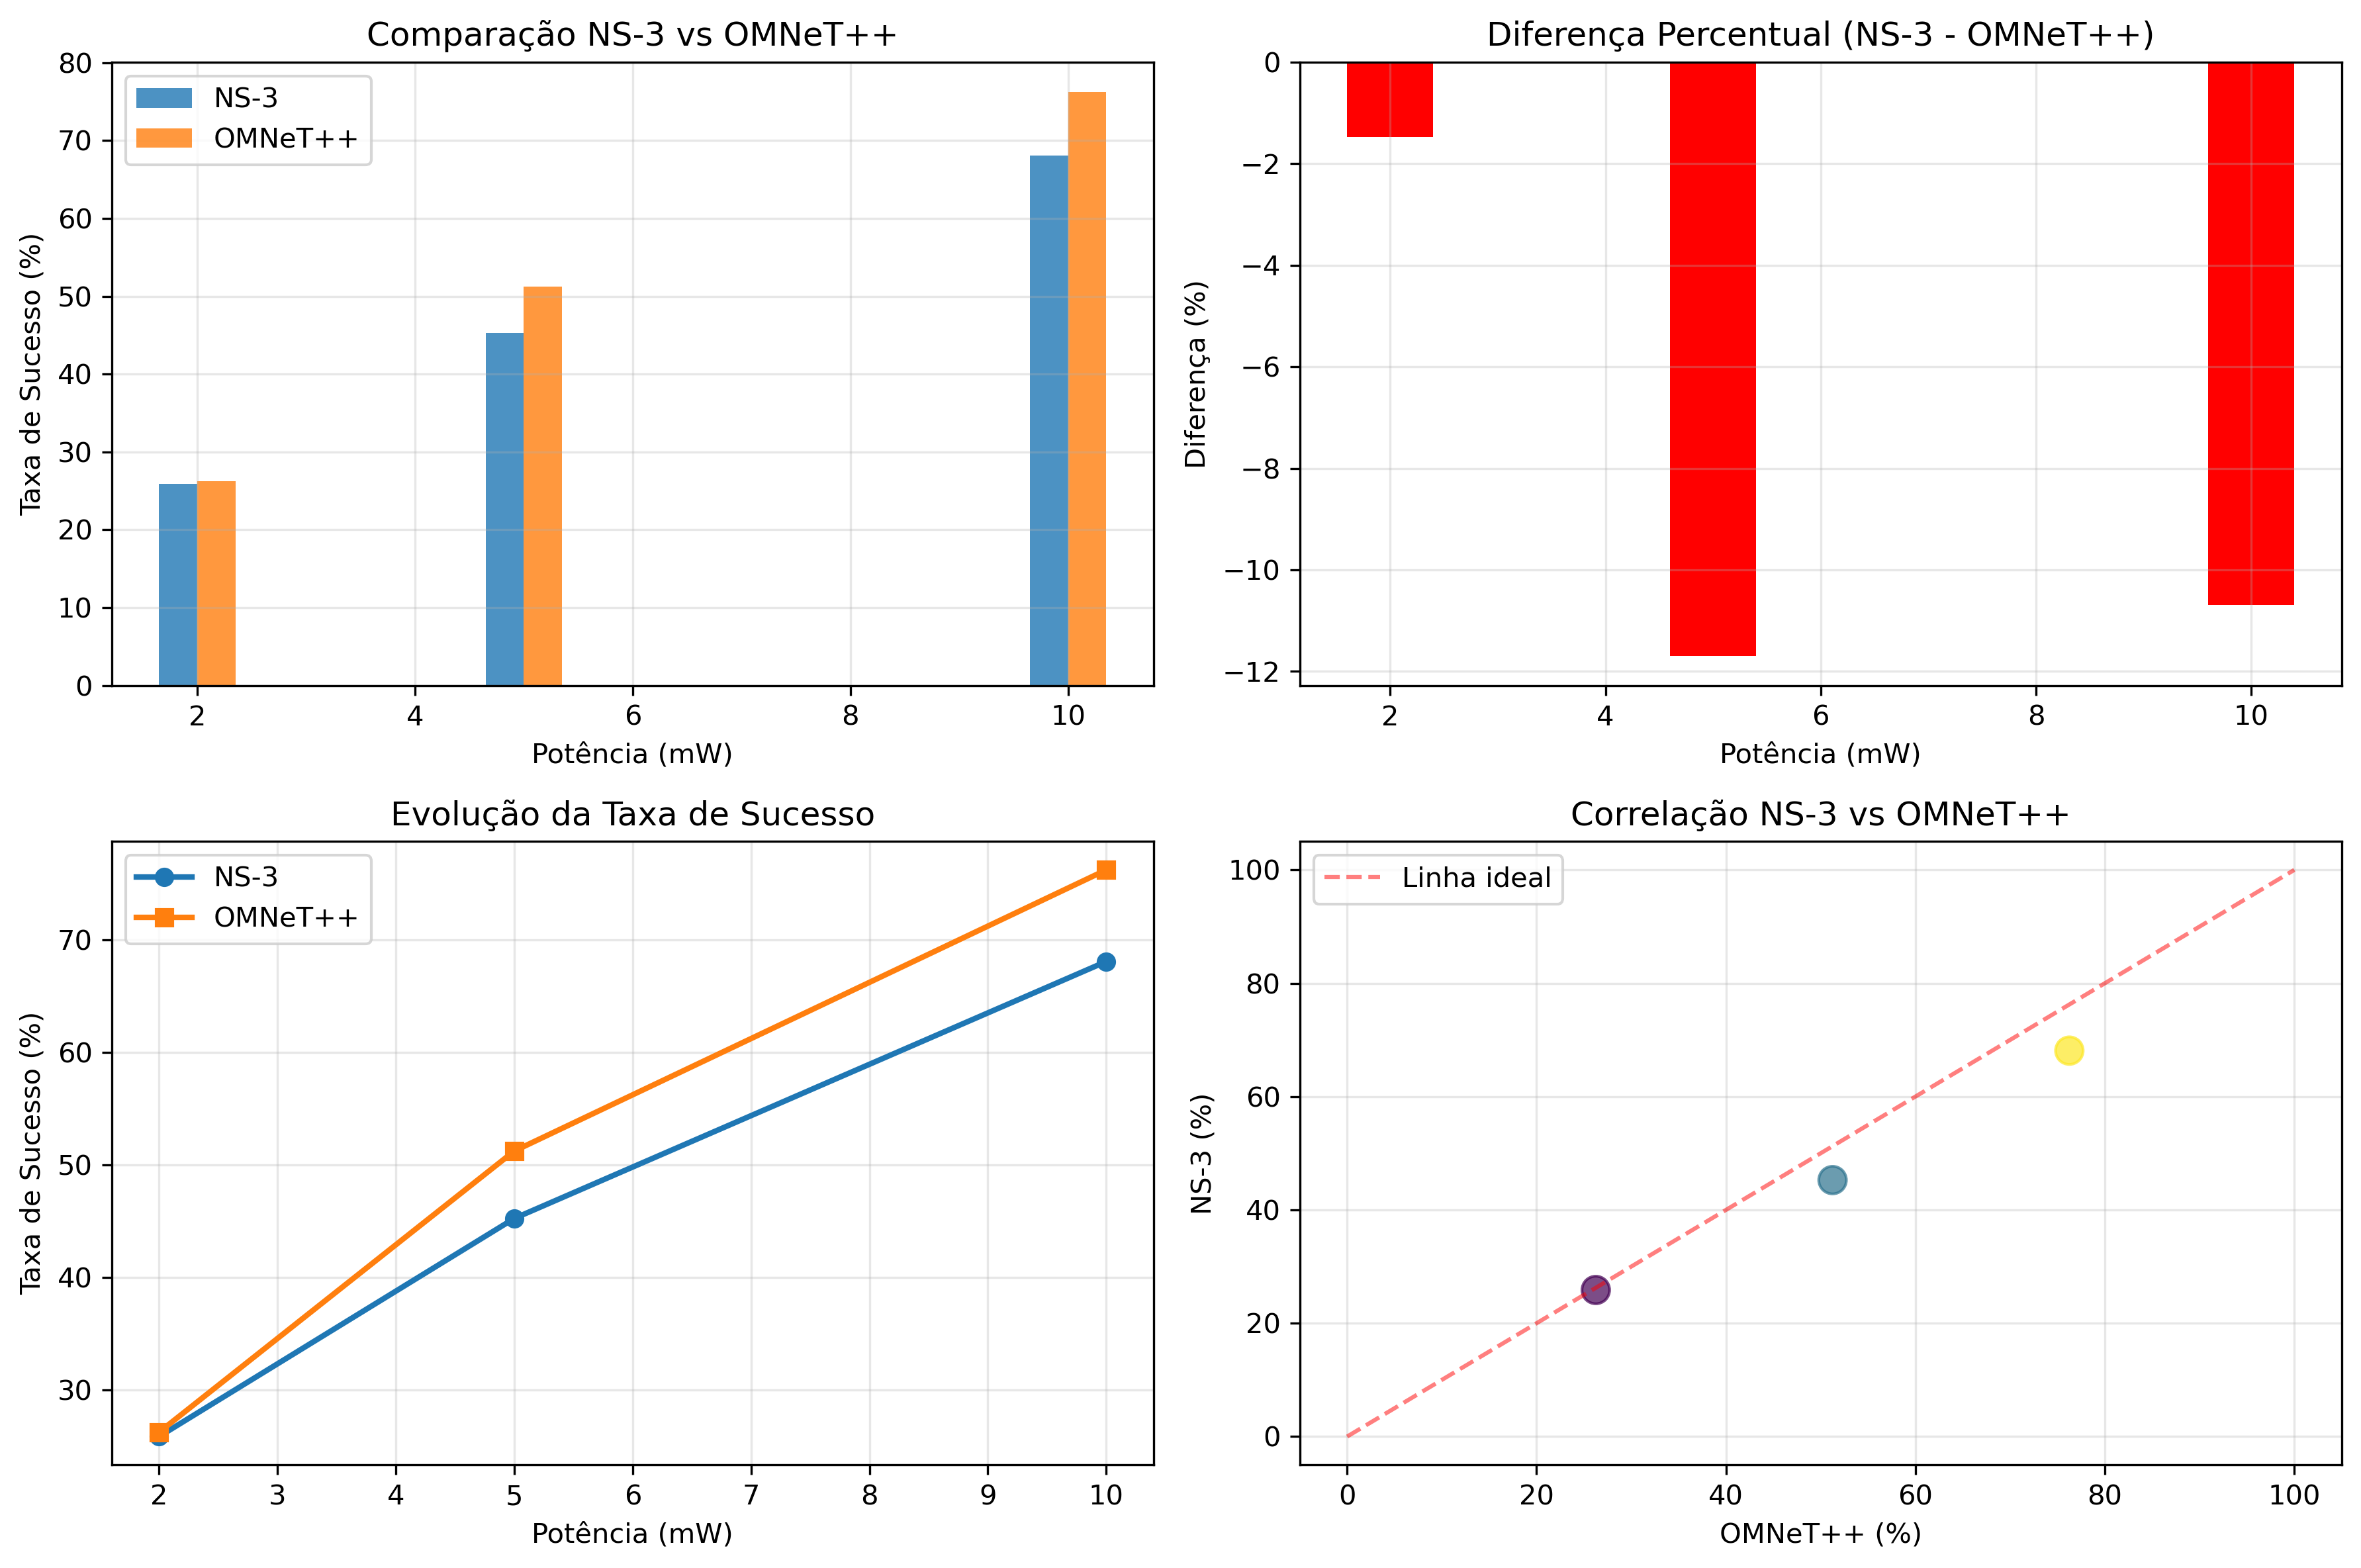 Comparação NS-3 vs OMNeT++
NS-3
OMNeT++
Taxa de Sucesso (%)
80
70
60
50
40
30
20
10
0
2 4 6 8 10
Potência (mW)
Diferença Percentual (NS-3 - OMNeT++)
Diferença (%)
0
−2
−4
−6
−8
−10
−12
2 4 6 8 10
Potência (mW)
Evolução da Taxa de Sucesso
NS-3
OMNeT++
Taxa de Sucesso (%)
70
60
50
40
30
2 3 4 5 6 7 8 9 10
Potência (mW)
Correlação NS-3 vs OMNeT++
Linha ideal
NS-3 (%)
100
80
60
40
20
0
0 20 40 60 80 100
OMNeT++ (%)